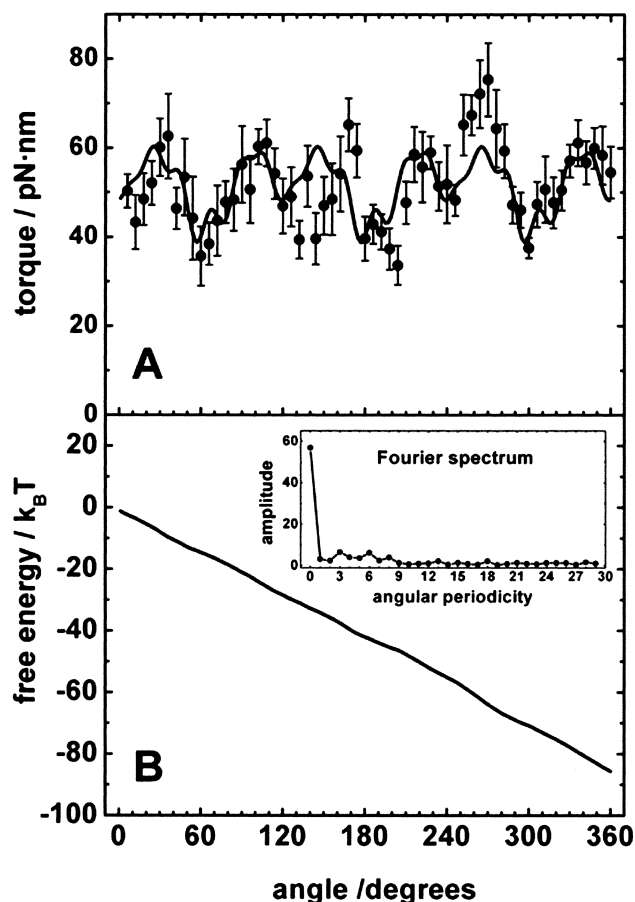 80
60
40
20
0
torque / pN·nm
A
20
0
-20
-40
-60
-80
-100
free energy / kBT
B
60
40
20
0
amplitude
Fourier spectrum
0 3 6 9 12 15 18 21 24 27 30
angular periodicity
0 60 120 180 240 300 360
angle /degrees